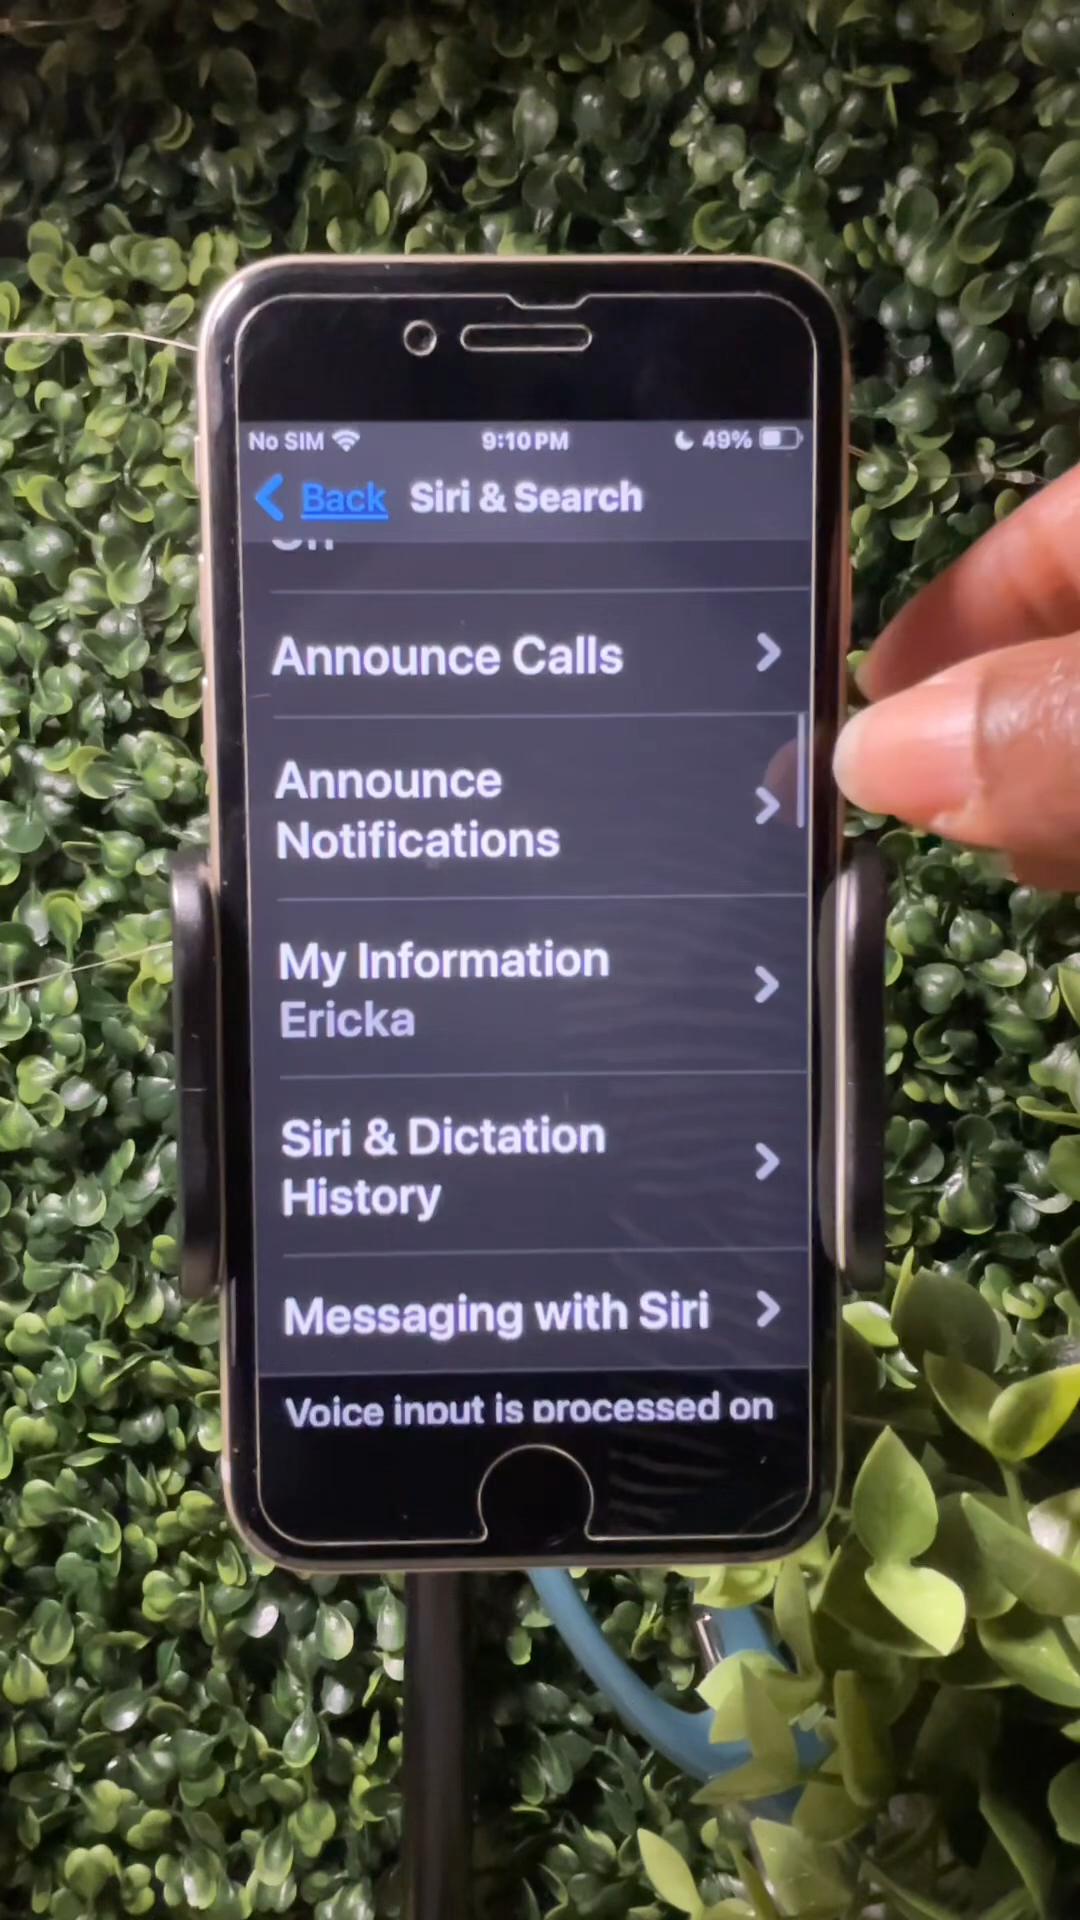 No SIM 9:10 PM 49%
Back Siri & Search
Announce Calls
Announce
Notifications
My Information
Ericka
Siri & Dictation
History
Messaging with Siri
Voice input is processed on